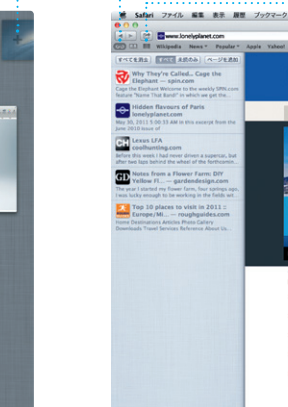 Safari ファイル 編集 表示 履歴 ブックマーク
www.lonelyplanet.com
Wikipedia News Popular Apple Yahoo!
すべてを消去 すべて 未読のみ ページを追加
Why They're Called... Cage the
Elephant — spin.com
Cage the Elephant Welcome to the weekly SPIN.com
feature "Name That Band!" in which we get the...
Hidden flavours of Paris
lonelyplanet.com
May 30, 2011 5:00:33 AM In this excerpt from the
June 2010 issue of
Lexus LFA
coolhunting.com
Before this week I had never driven a supercar, but
after two laps behind the wheel of the forthcoming...
GD
Notes from a Flower Farm: DIY
Yellow Fl... — gardendesign.com
The year I started my flower farm, four springs ago,
I was lucky enough to be working in the fields wit...
Top 10 places to visit in 2011 ::
Europe/Mi... — roughguides.com
Home Destinations Articles Photo Gallery
Downloads Travel Services Reference About Us...